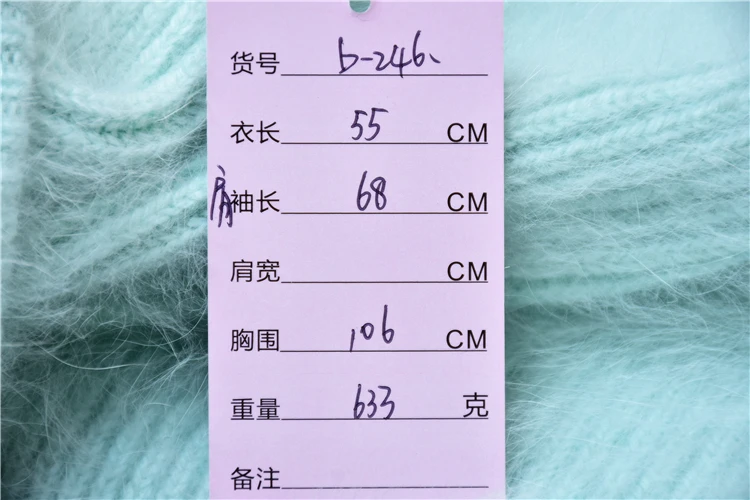 货号 b-246、
衣长 55 CM
肩袖长 68 CM
肩宽 CM
胸围 106 CM
重量 633 克
备注